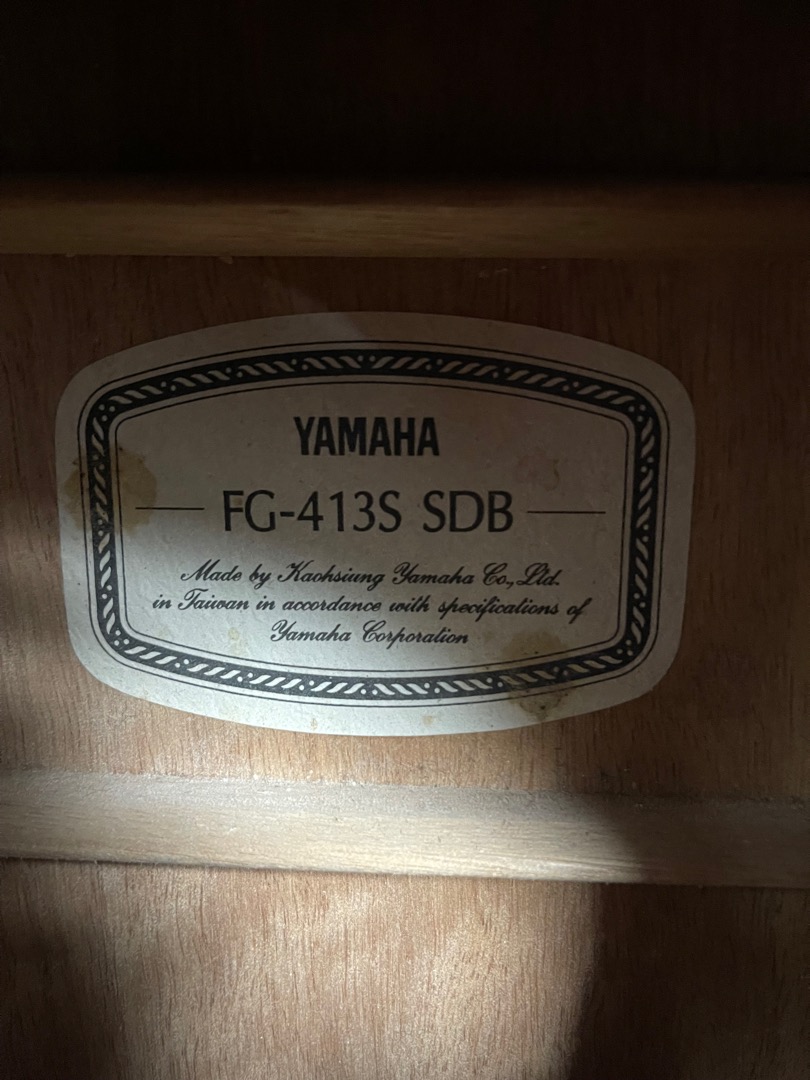 YAMAHA
FG-413S SDB
Made by Kaohsiung Yamaha Co., Ltd.
in Taiwan in accordance with specifications of
Yamaha Corporation